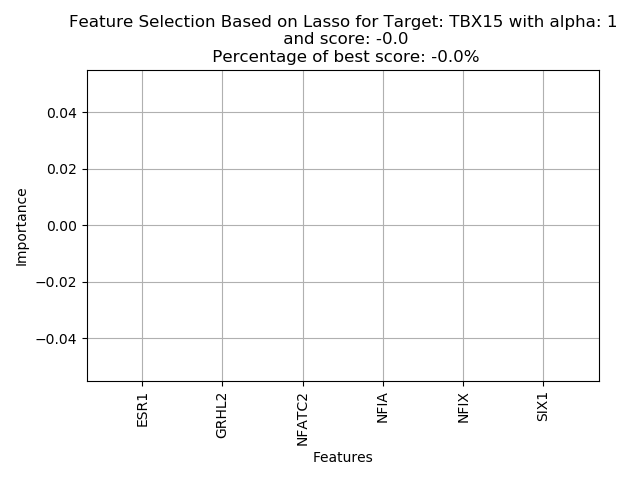 Feature Selection Based on Lasso for Target: TBX15 with alpha: 1
and score: -0.0
Percentage of best score: -0.0%
Importance
0.04
0.02
0.00
−0.02
−0.04
ESR1
GRHL2
NFATC2
NFIA
NFIX
SIX1
Features